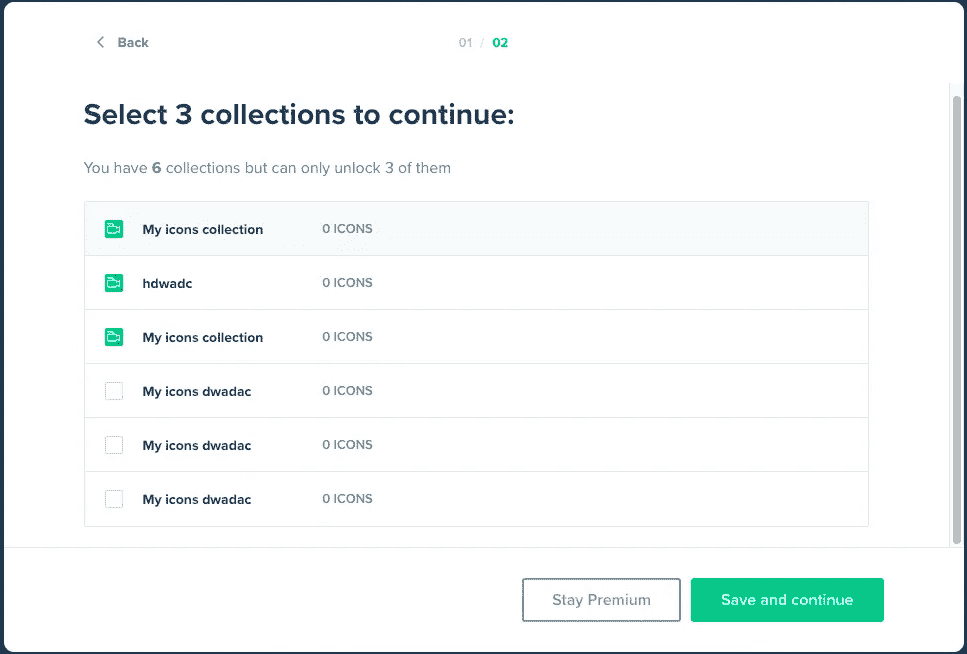 Back
01 / 02
Select 3 collections to continue:
You have 6 collections but can only unlock 3 of them
My icons collection 0 ICONS
hdwadc 0 ICONS
My icons collection 0 ICONS
My icons dwadac 0 ICONS
My icons dwadac 0 ICONS
My icons dwadac 0 ICONS
Stay Premium Save and continue